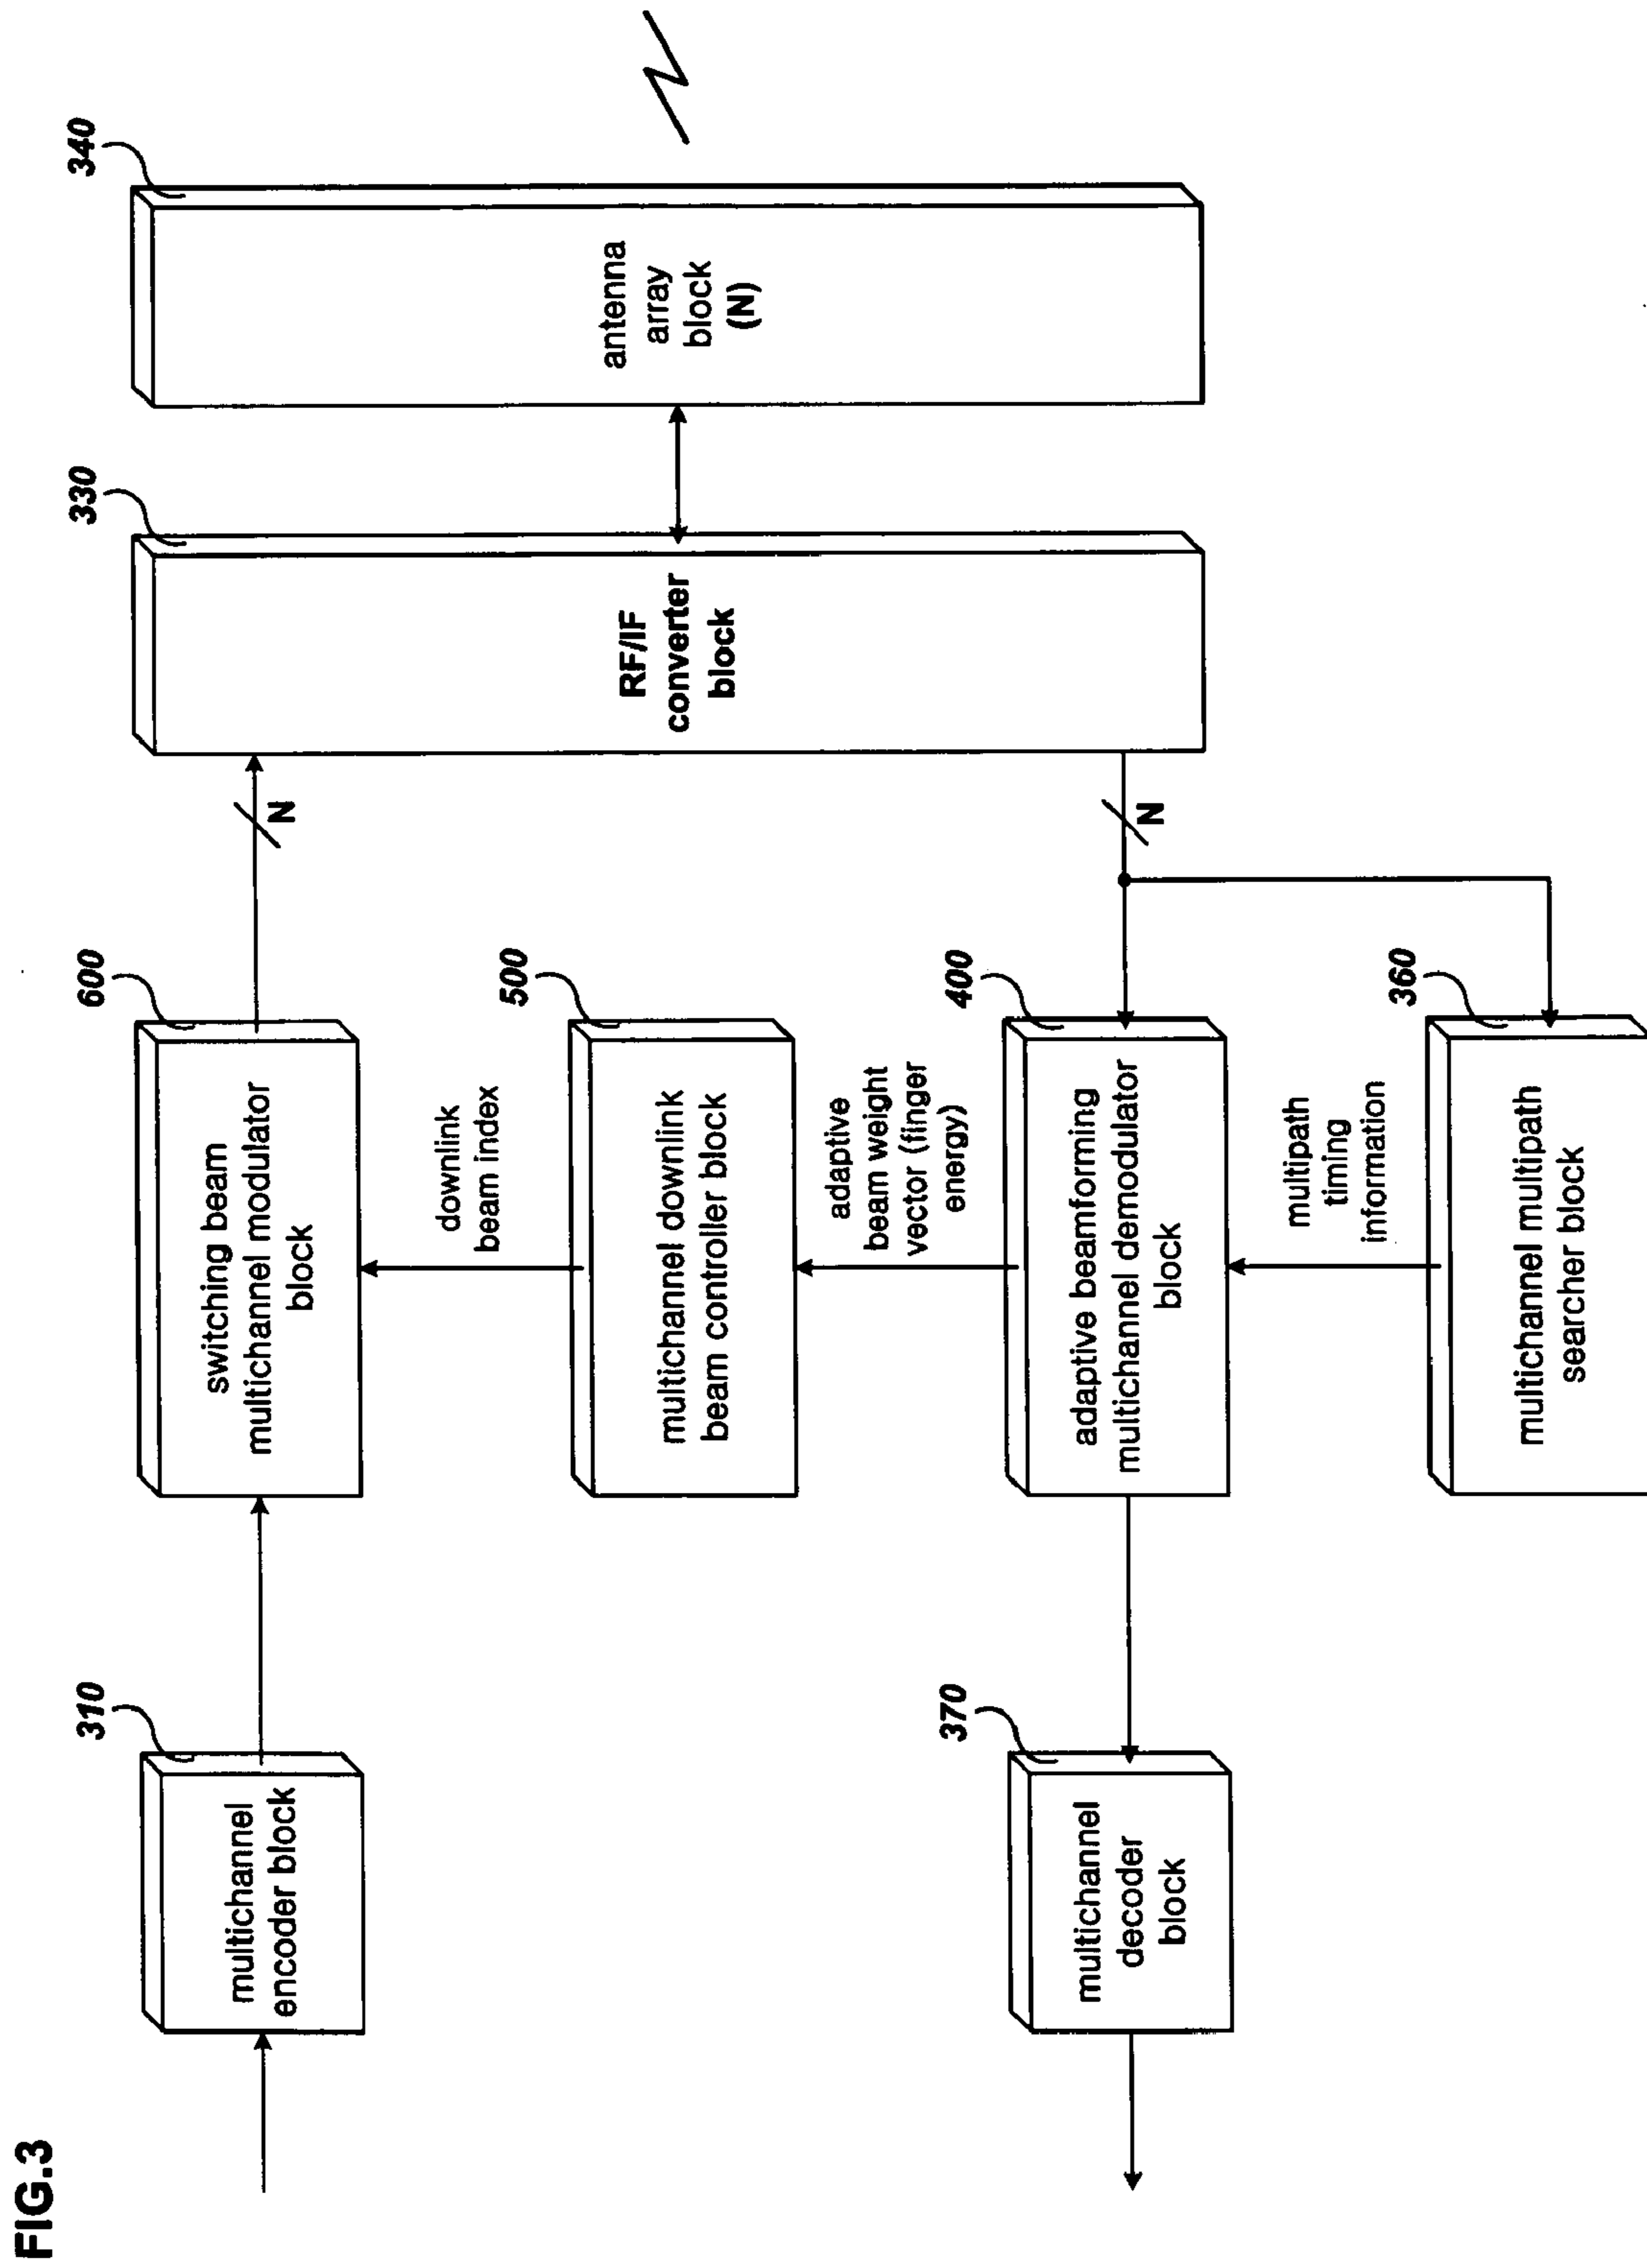 FIG.3
310
multichannel
encoder block
600
switching beam
multichannel modulator
block
N
330
RF/IF
converter
block
340
antenna
array
block
(N)
downlink
beam index
500
multichannel downlink
beam controller block
adaptive
beam weight
vector (finger
energy)
370
multichannel
decoder
block
400
adaptive beamforming
multichannel demodulator
block
N
multipath
timing
information
360
multichannel multipath
searcher block